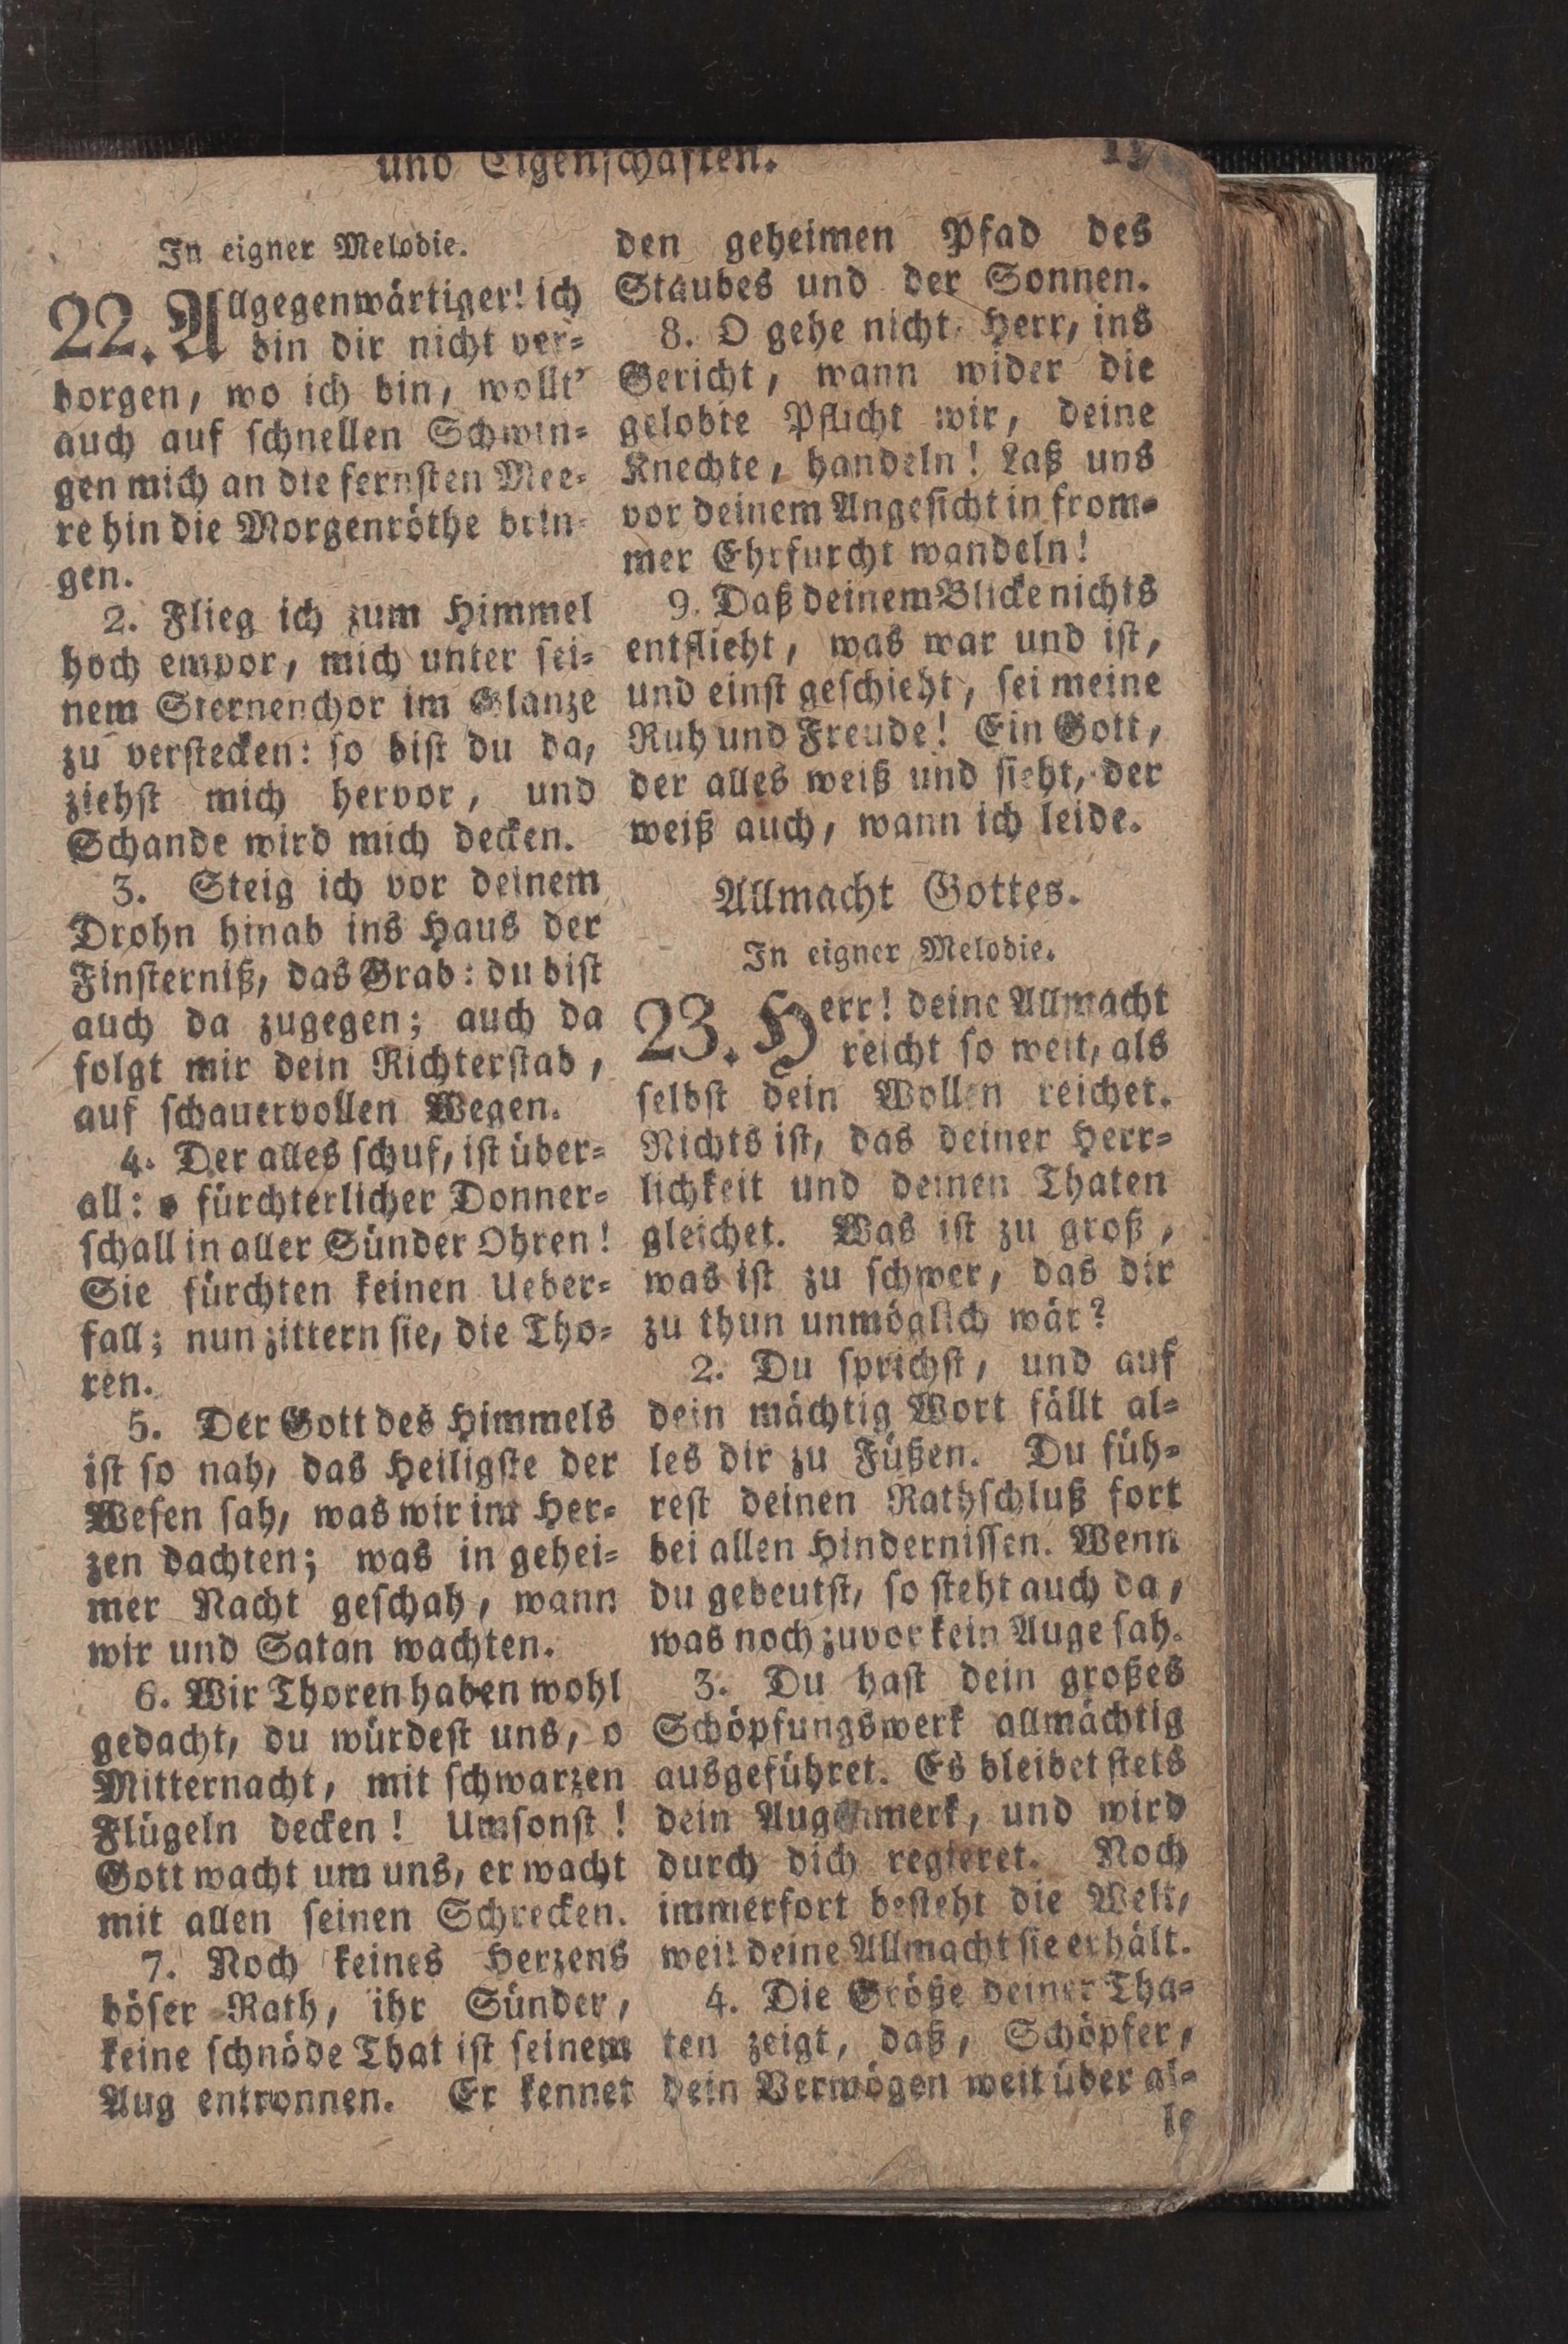 und Eigenschaften.
In eigner Melodie.
22. Allgegenwärtiger! ich
bin dir nicht ver-
borgen, wo ich bin, wollt'
auch auf schnellen Schwin-
gen mich an die fernsten Mee-
re hin die Morgenröthe brin-
gen.
2. Flieg ich zum Himmel
hoch empor, mich unter sei-
nem Sternenchor im Glanze
zu verstecken: so bist du da,
ziehst mich hervor, und
Schande wird mich decken.
3. Steig ich vor deinem
Drohn hinab ins Haus der
Finsterniß, das Grab: du bist
auch da zugegen; auch da
folgt mir dein Richterstab,
auf schauervollen Wegen.
4. Der alles schuf, ist über-
all: o fürchterlicher Donner-
schall in aller Sünder Ohren!
Sie fürchten keinen Ueber-
fall; nun zittern sie, die Tho-
ren.
5. Der Gott des Himmels
ist so nah, das Heiligste der
Wesen sah, was wir im Her-
zen dachten; was in gehei-
mer Nacht geschah, wann
wir und Satan wachten.
6. Wir Thoren haben wohl
gedacht, du würdest uns, o
Mitternacht, mit schwarzen
Flügeln decken! Umsonst!
Gott wacht um uns, er wacht
mit allen seinen Schrecken.
7. Noch keines Herzens
böser Rath, ihr Sünder,
keine schnöde That ist seinem
Aug entronnen. Er kennet
den geheimen Pfad des
Staubes und der Sonnen.
8. O gehe nicht, Herr, ins
Gericht, wann wider die
gelobte Pflicht wir, deine
Knechte, handeln! Laß uns
vor deinem Angesicht in from-
mer Ehrfurcht wandeln!
9. Daß deinem Blicke nichts
entflieht, was war und ist,
und einst geschieht, sei meine
Ruh und Freude! Ein Gott,
der alles weiß und sieht, der
weiß auch, wann ich leide.
Allmacht Gottes.
In eigner Melodie.
23. Herr! deine Allmacht
reicht so weit, als
selbst dein Wollen reichet.
Nichts ist, das deiner Herr-
lichkeit und deinen Thaten
gleichet. Was ist zu groß,
was ist zu schwer, das dir
zu thun unmöglich wär?
2. Du sprichst, und auf
dein mächtig Wort fällt al-
les dir zu Füßen. Du füh-
rest deinen Rathschluß fort
bei allen Hindernissen. Wenn
du gebeutst, so steht auch da,
was noch zuvor kein Auge sah.
3. Du hast dein großes
Schöpfungswerk allmächtig
ausgeführet. Es bleibet stets
dein Augenmerk, und wird
durch dich regieret. Noch
immerfort besteht die Welt,
weil deine Allmacht sie erhält.
4. Die Größe deiner Tha-
ten zeigt, daß, Schöpfer,
dein Vermögen weit über al-
le